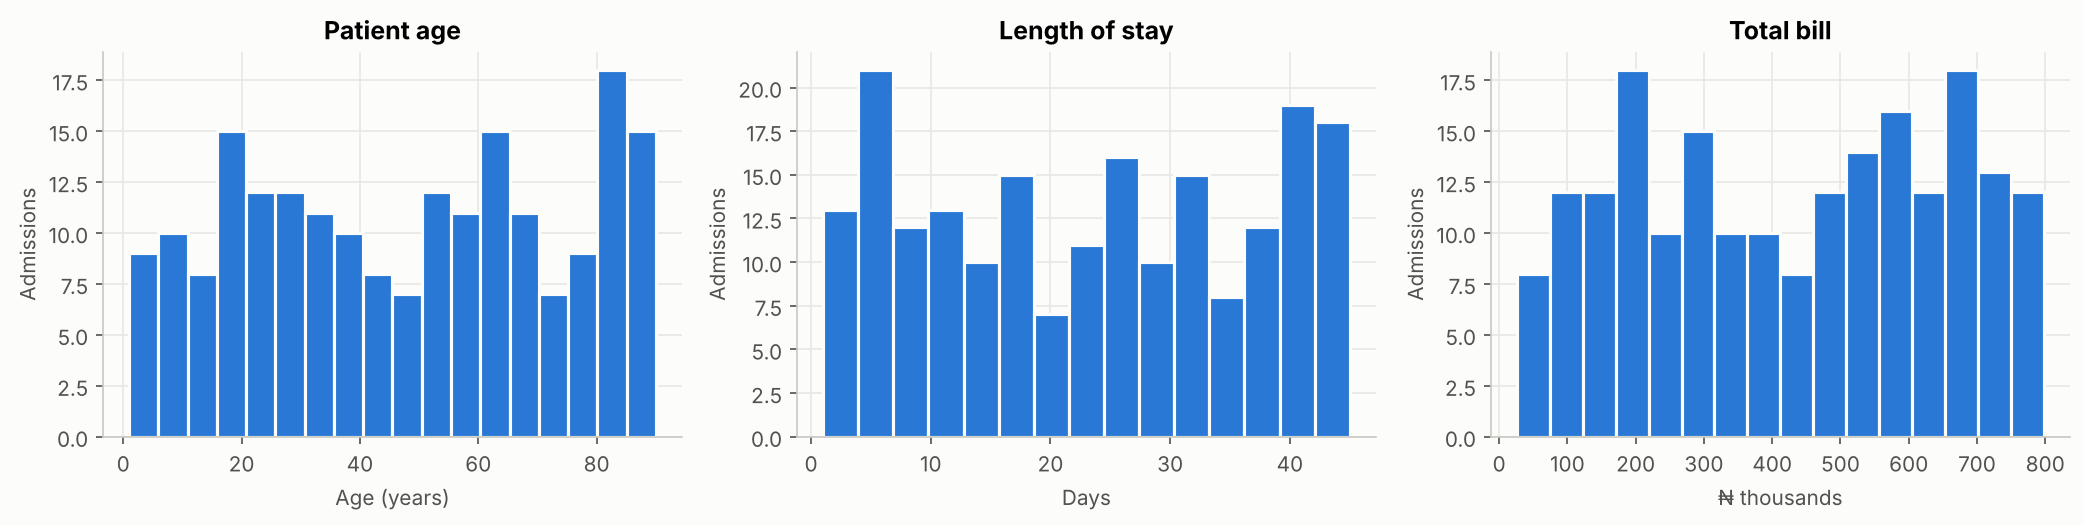 Patient age
17.5
15.0
12.5
10.0
7.5
5.0
2.5
0.0
Admissions
0 20 40 60 80
Age (years)
Length of stay
20.0
17.5
15.0
12.5
10.0
7.5
5.0
2.5
0.0
Admissions
0 10 20 30 40
Days
Total bill
17.5
15.0
12.5
10.0
7.5
5.0
2.5
0.0
Admissions
0 100 200 300 400 500 600 700 800
₦ thousands